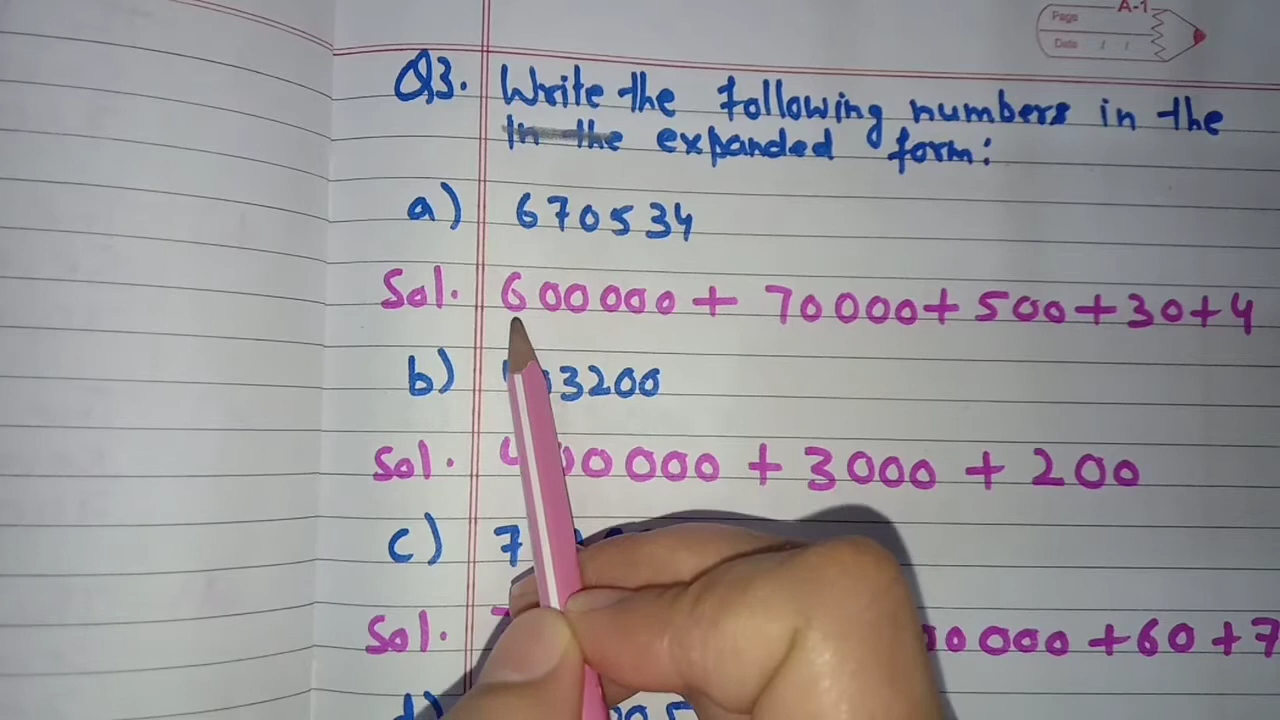 A-1
Page
Date / /
Q3. Write the following numbers in the
In the expanded form:
a) 670534
Sol. 600000 + 70000 + 500 + 30 + 4
b) 3200
Sol. 0000 + 3000 + 200
c) 7
Sol. 0000 + 60 + 7
d)